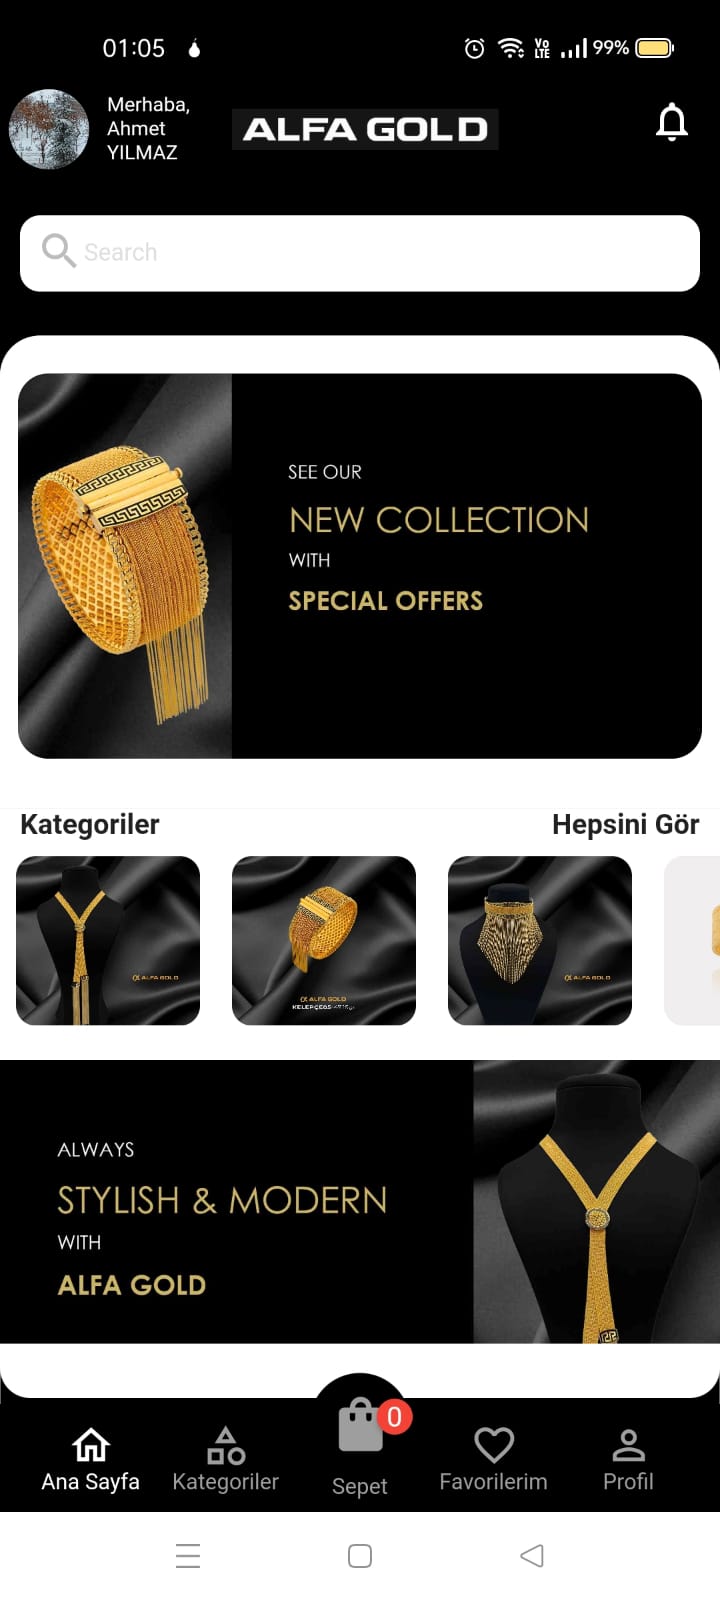 01:05
Vo
LTE
99%
Merhaba,
Ahmet
YILMAZ
ALFA GOLD
Search
SEE OUR
NEW COLLECTION
WITH
SPECIAL OFFERS
Kategoriler
Hepsini Gör
ALFA GOLD
ALFA GOLD
ALFA GOLD
ALWAYS
STYLISH & MODERN
WITH
ALFA GOLD
0
Ana Sayfa
Kategoriler
Sepet
Favorilerim
Profil